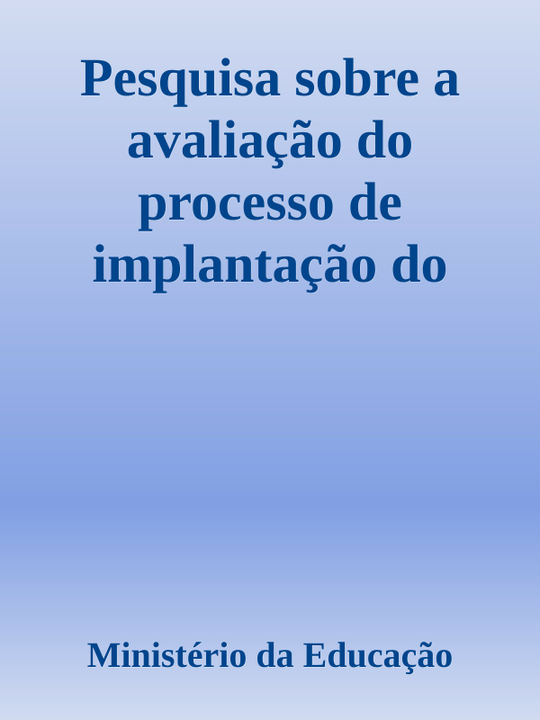 Pesquisa sobre a
avaliação do
processo de
implantação do
Ministério da Educação